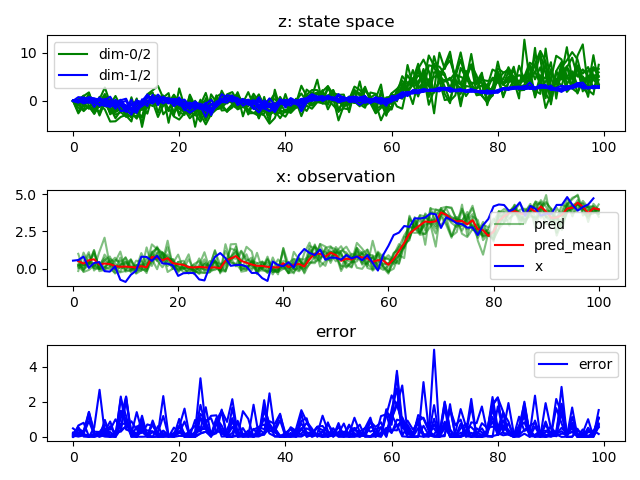 z: state space
10
0
dim-0/2
dim-1/2
0 20 40 60 80 100
x: observation
5.0
2.5
0.0
pred
pred_mean
x
0 20 40 60 80 100
error
4
2
0
error
0 20 40 60 80 100